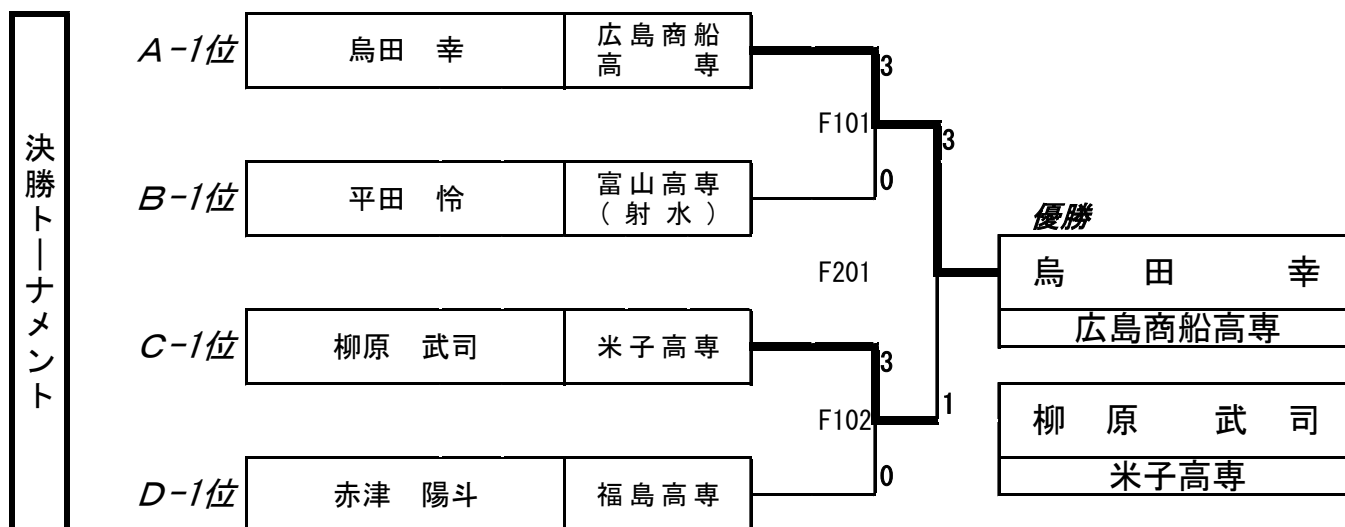 決勝トーナメント
A-1位 烏田 幸 広島商船
高専
3
F101
3
B-1位 平田 怜 富山高専
(射水)
0
優勝
F201
烏田 幸
広島商船高専
C-1位 柳原 武司 米子高専
3
F102
1
柳原 武司
米子高専
D-1位 赤津 陽斗 福島高専
0